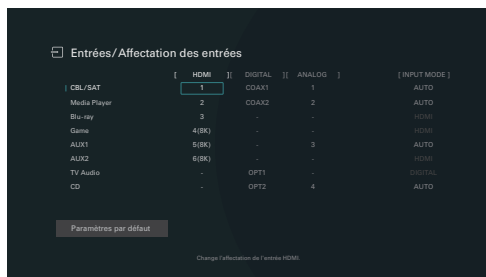 Entrées/Affectation des entrées
[ HDMI ][ DIGITAL ][ ANALOG ] [ INPUT MODE ]
CBL/SAT 1 COAX1 1 AUTO
Media Player 2 COAX2 2 AUTO
Blu-ray 3 - - HDMI
Game 4(8K) - - AUTO
AUX1 5(8K) - 3 AUTO
AUX2 6(8K) - - HDMI
TV Audio - OPT1 - DIGITAL
CD - OPT2 4 AUTO
Paramètres par défaut
Change l'affectation de l'entrée HDMI.